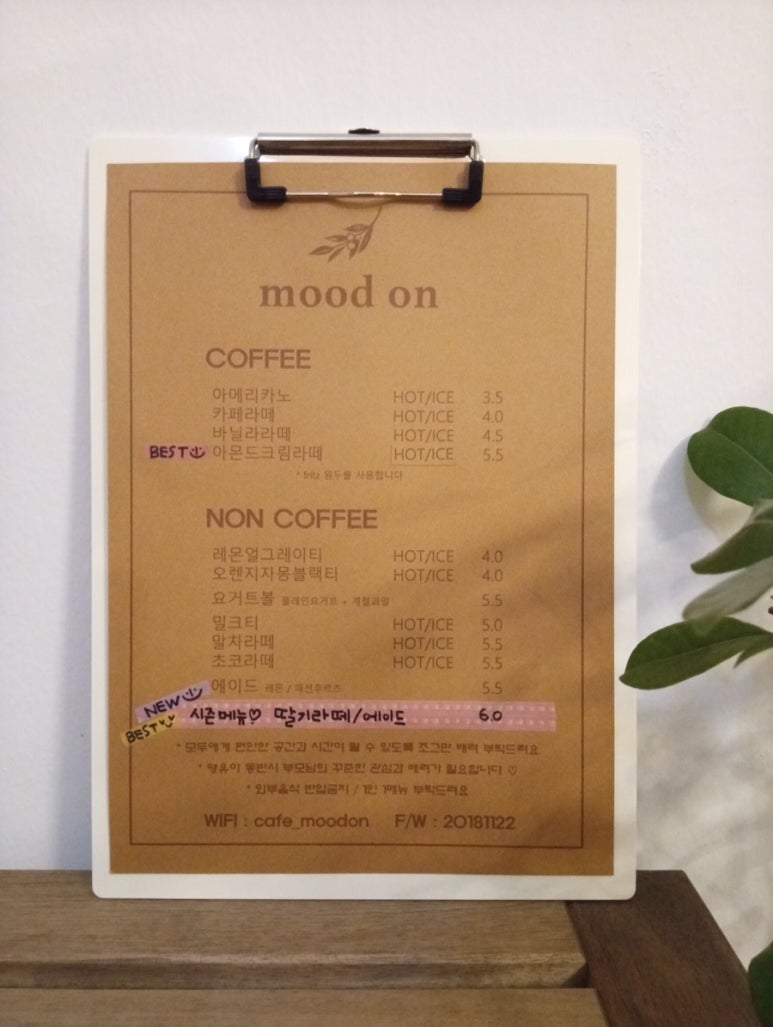 mood on
COFFEE
아메리카노 HOT/ICE 3.5
카페라떼 HOT/ICE 4.0
바닐라라떼 HOT/ICE 4.5
BEST 아몬드크림라떼 HOT/ICE 5.5
* fritz 원두를 사용합니다
NON COFFEE
레몬얼그레이티 HOT/ICE 4.0
오렌지자몽블랙티 HOT/ICE 4.0
요거트볼 플레인요거트 + 계절과일 5.5
밀크티 HOT/ICE 5.0
말차라떼 HOT/ICE 5.5
초코라떼 HOT/ICE 5.5
에이드 레몬 / 패션후르츠 5.5
NEW
BEST 시즌메뉴♡ 딸기라떼/에이드 6.0
* 모두에게 편안한 공간과 시간이 될 수 있도록 조그만 배려 부탁드려요
* 영유아 동반시 부모님의 꾸준한 관심과 배려가 필요합니다 ♡
* 외부음식 반입금지 / 1인 1메뉴 부탁드려요
WIFI : cafe_moodon F/W : 20181122